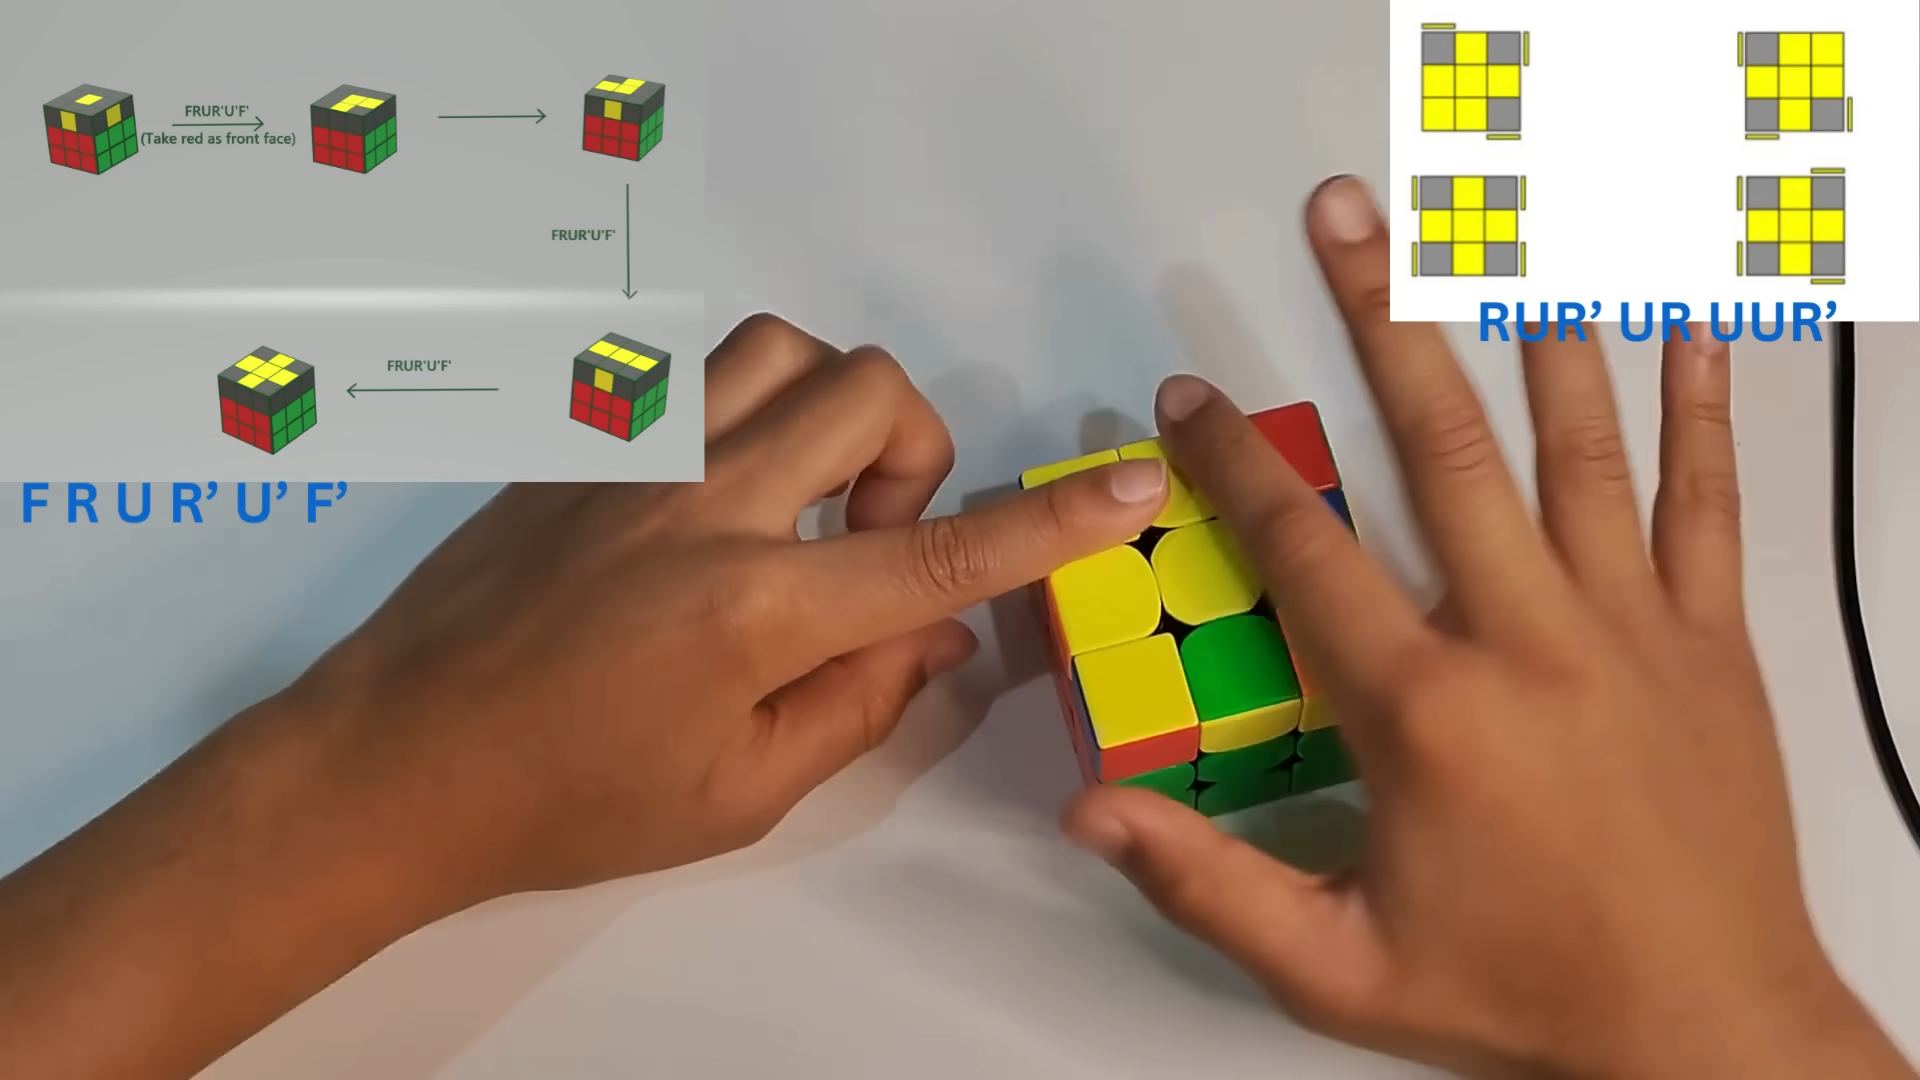 FRUR'U'F'
(Take red as front face)
FRUR'U'F'
FRUR'U'F'
F R U R’ U’ F’
RUR’ UR UUR’